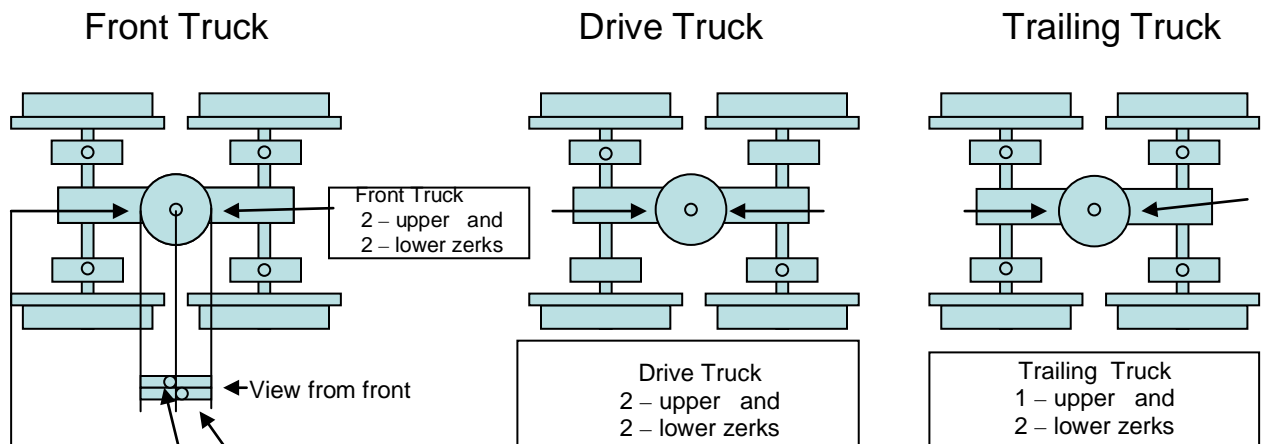 Front Truck
Drive Truck
Trailing Truck
Front Truck
2 – upper and
2 – lower zerks
View from front
Drive Truck
2 – upper and
2 – lower zerks
Trailing Truck
1 – upper and
2 – lower zerks